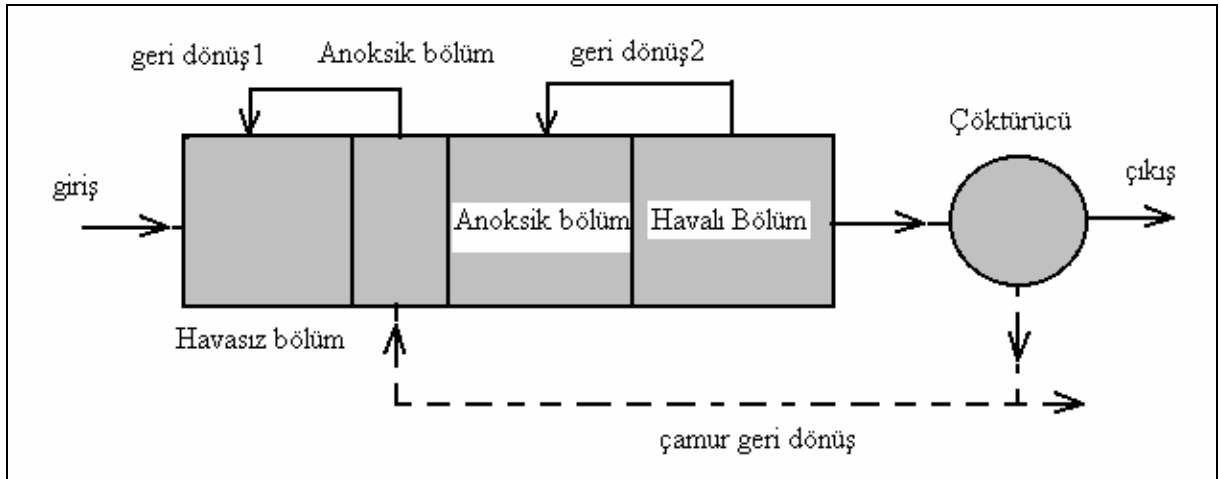 geri dönüş1
Anoksik bölüm
geri dönüş2
Çöktürücü
giriş
çıkış
Anoksik bölüm
Havalı Bölüm
Havasız bölüm
çamur geri dönüş